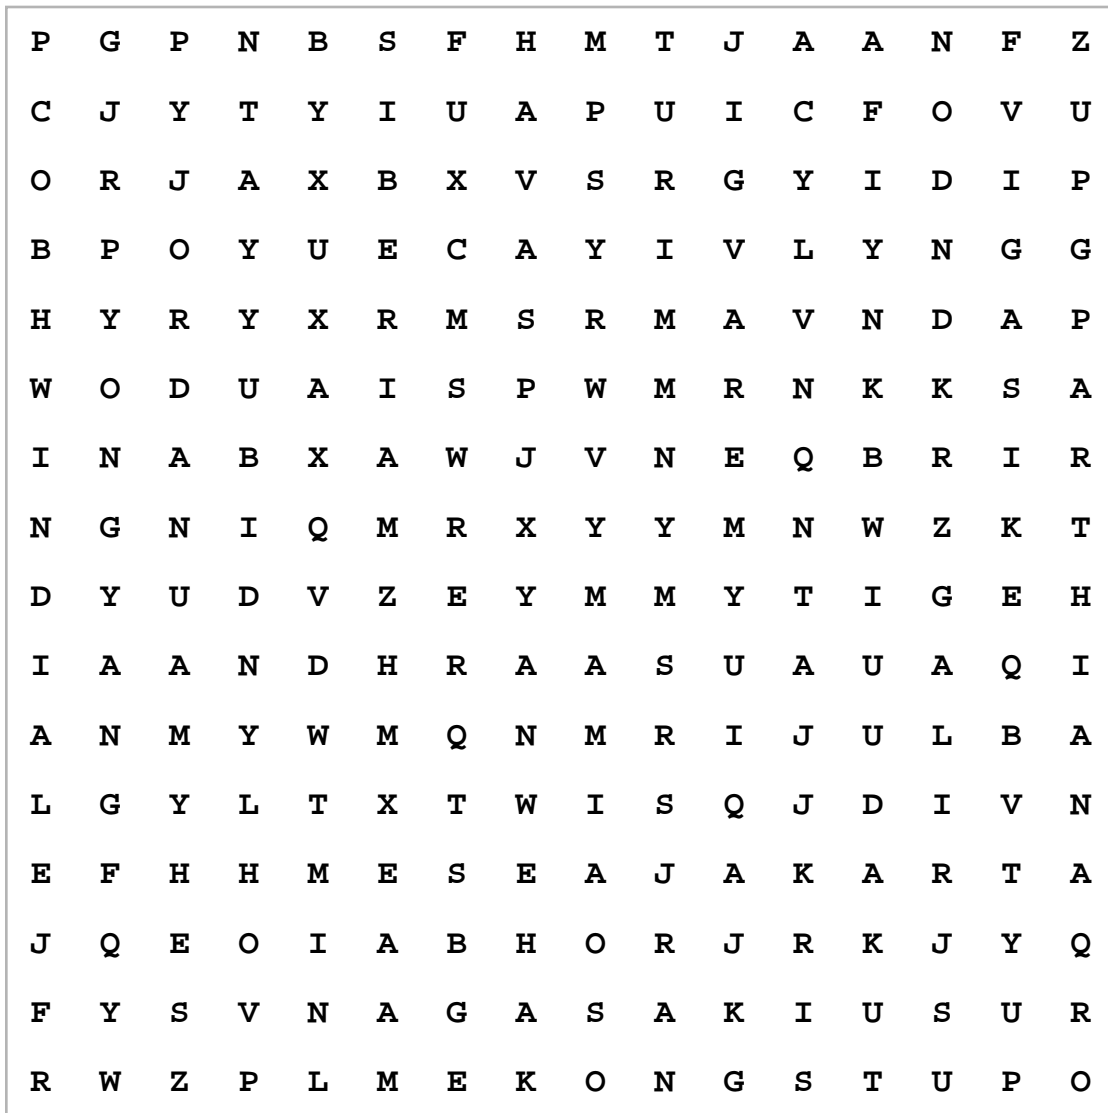 P G P N B S F H M T J A A N F Z
C J Y T Y I U A P U I C F O V U
O R J A X B X V S R G Y I D I P
B P O Y U E C A Y I V L Y N G G
H Y R Y X R M S R M A V N D A P
W O D U A I S P W M R N K K S A
I N A B X A W J V N E Q B R I R
N G N I Q M R X Y Y M N W Z K T
D Y U D V Z E Y M M Y T I G E H
I A A N D H R A A S U A U A Q I
A N M Y W M Q N M R I J U L B A
L G Y L T X T W I S Q J D I V N
E F H H M E S E A J A K A R T A
J Q E O I A B H O R J R K J Y Q
F Y S V N A G A S A K I U S U R
R W Z P L M E K O N G S T U P O